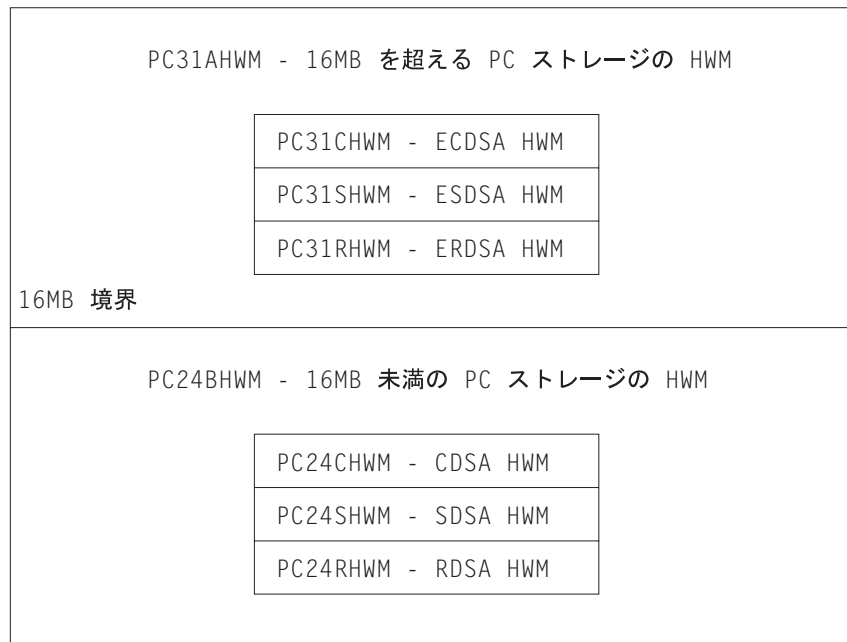 PC31AHWM - 16MB を超える PC ストレージの HWM
PC31CHWM - ECDSA HWM
PC31SHWM - ESDSA HWM
PC31RHWM - ERDSA HWM
16MB 境界
PC24BHWM - 16MB 未満の PC ストレージの HWM
PC24CHWM - CDSA HWM
PC24SHWM - SDSA HWM
PC24RHWM - RDSA HWM